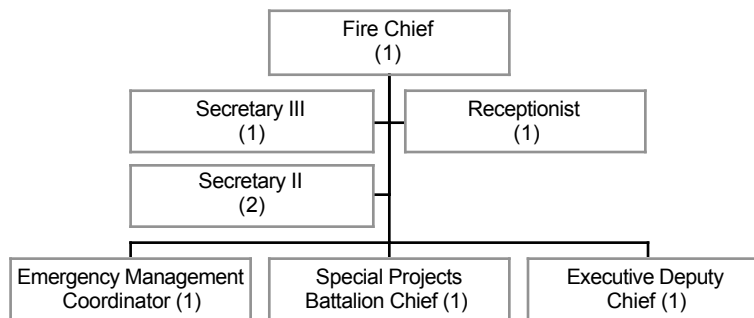 Fire Chief
(1)
Secretary III
(1)
Receptionist
(1)
Secretary II
(2)
Emergency Management
Coordinator (1)
Special Projects
Battalion Chief (1)
Executive Deputy
Chief (1)